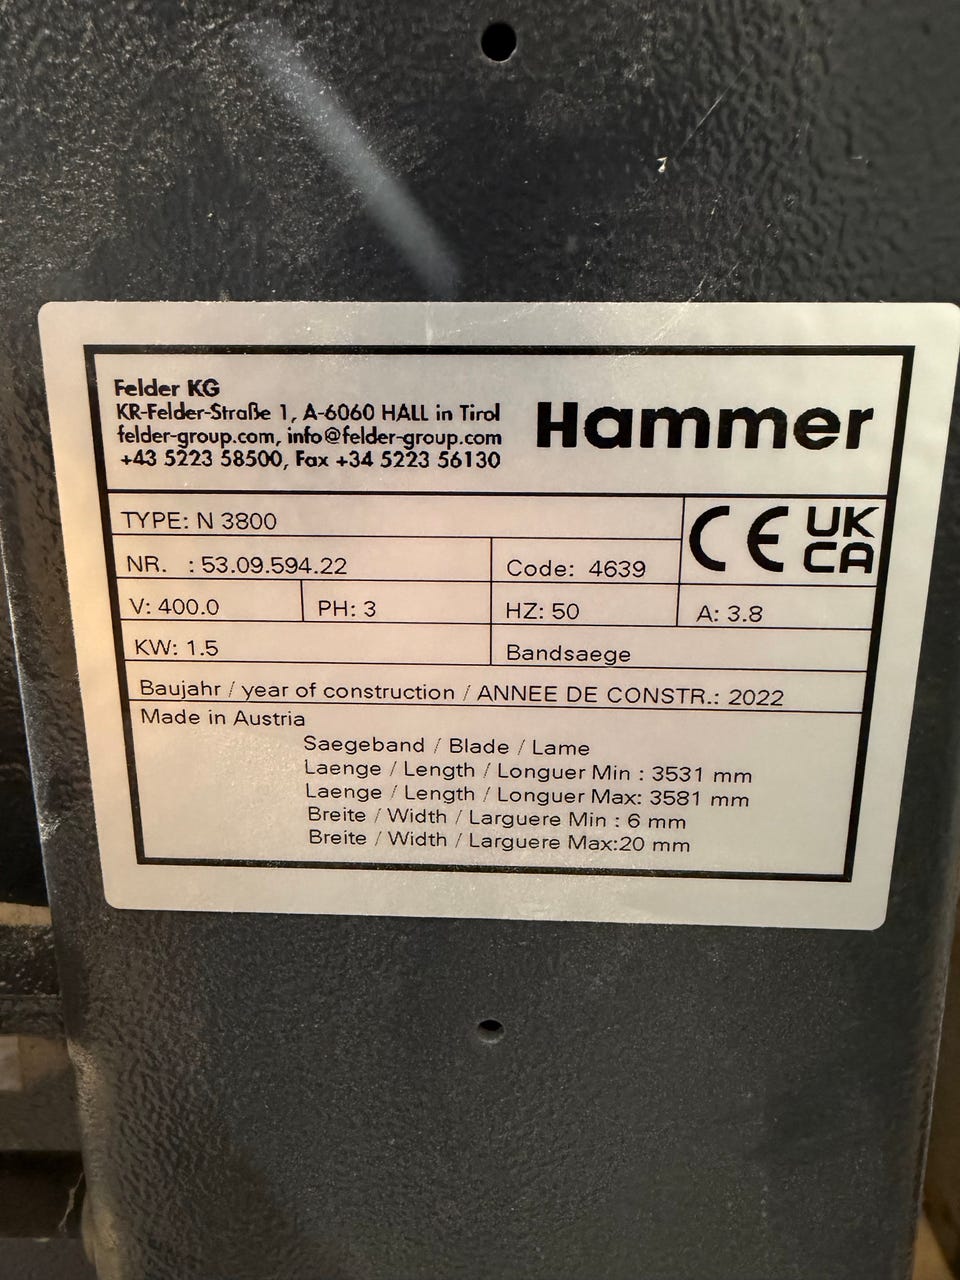 Felder KG
KR-Felder-Straße 1, A-6060 HALL in Tirol
felder-group.com, info@felder-group.com
+43 5223 58500, Fax +34 5223 56130
Hammer
TYPE: N 3800
CE UK CA
NR. : 53.09.594.22 Code: 4639
V: 400.0 PH: 3 HZ: 50 A: 3.8
KW: 1.5 Bandsaege
Baujahr / year of construction / ANNEE DE CONSTR.: 2022
Made in Austria
Saegeband / Blade / Lame
Laenge / Length / Longuer Min : 3531 mm
Laenge / Length / Longuer Max: 3581 mm
Breite / Width / Larguere Min : 6 mm
Breite / Width / Larguere Max:20 mm